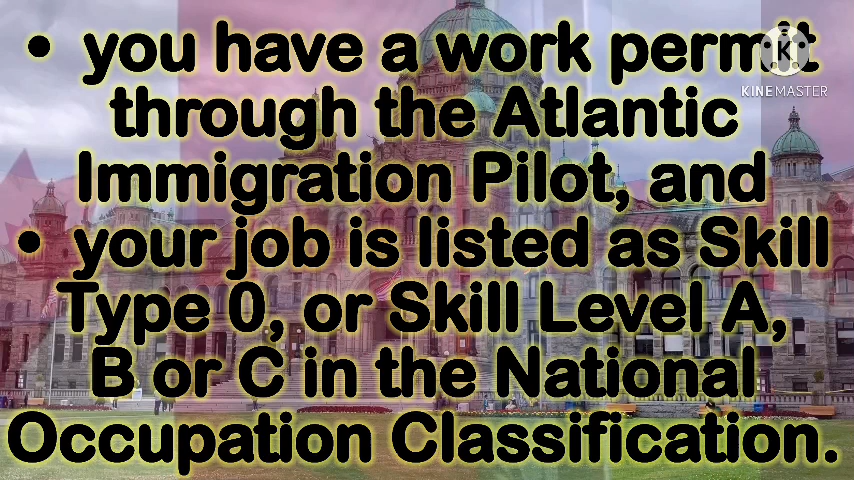 • you have a work permit
through the Atlantic
Immigration Pilot, and
• your job is listed as Skill
Type 0, or Skill Level A,
B or C in the National
Occupation Classification.
K
KINEMASTER